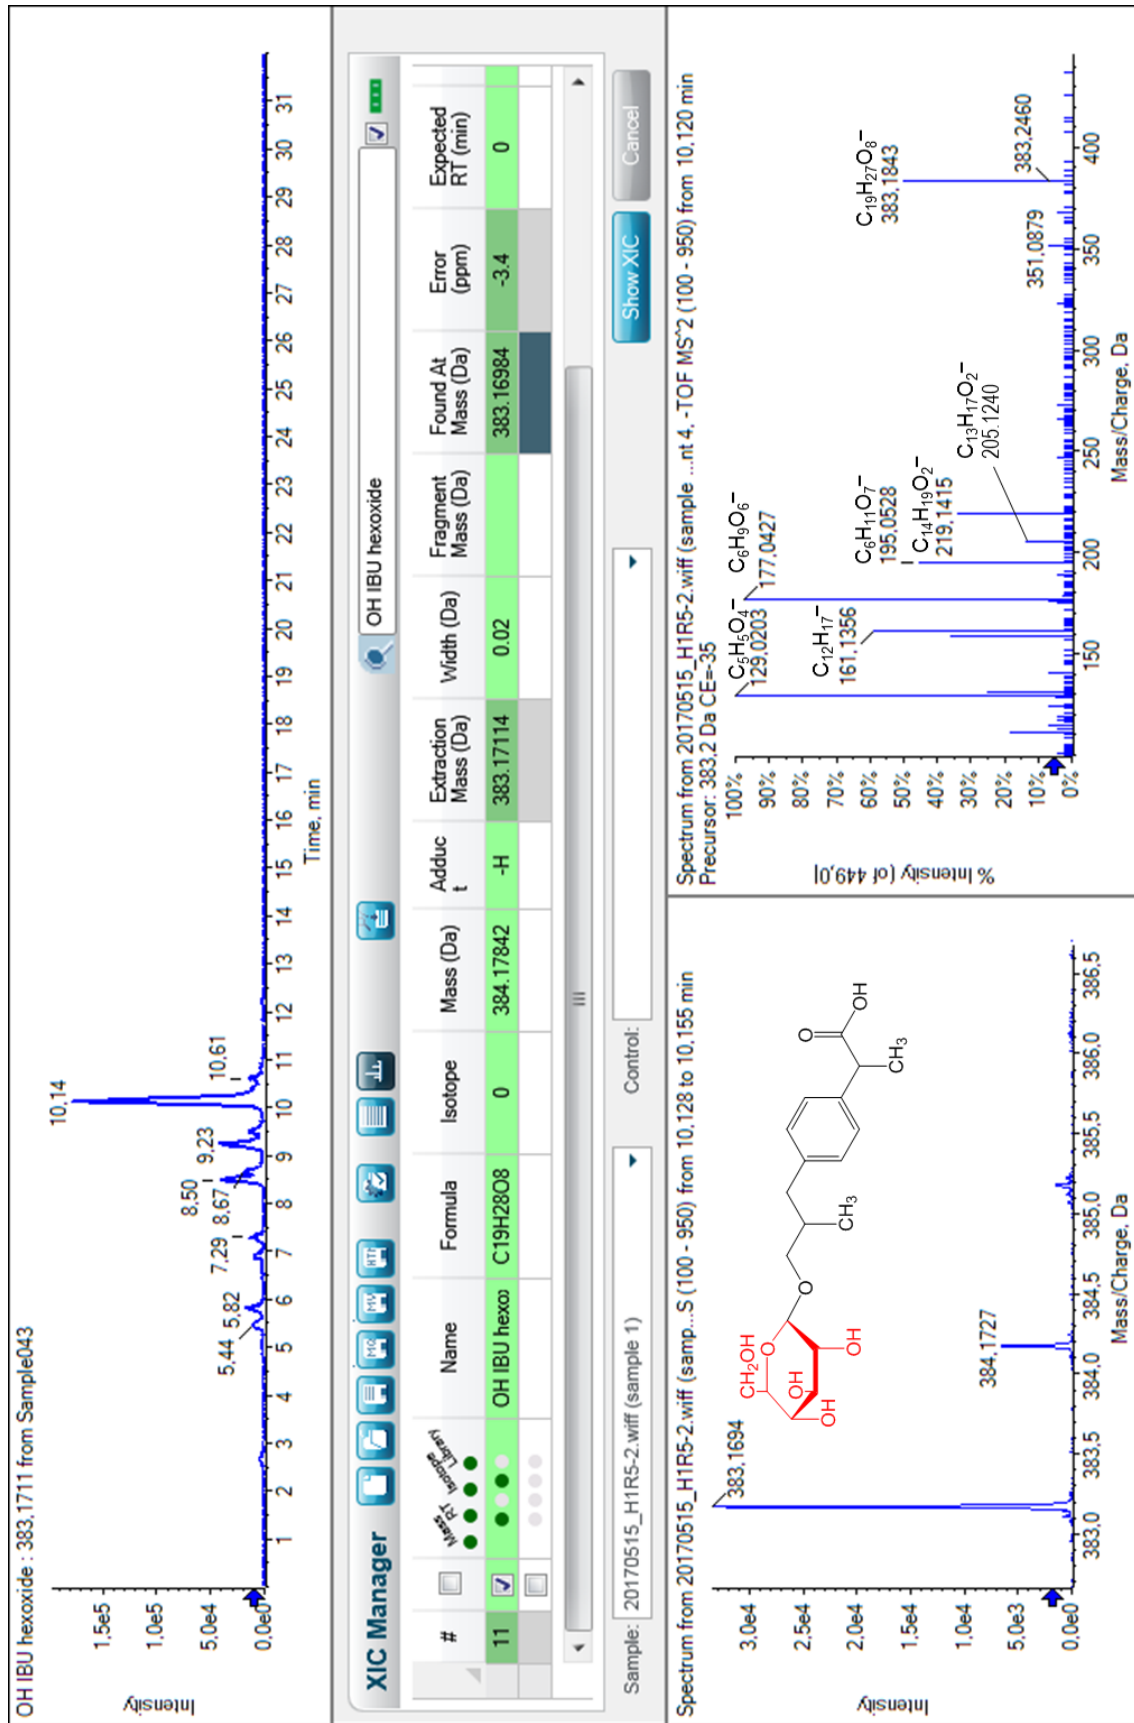 OH IBU hexoxide : 383,1711 from Sample043
Intensity
1,5e5
1,0e5
5,0e4
0,0e0
5,44
5,82
7,29
8,50
8,67
9,23
10,14
10,61
1 2 3 4 5 6 7 8 9 10 11 12 13 14 15 16 17 18 19 20 21 22 23 24 25 26 27 28 29 30 31
Time, min
XIC Manager
OH IBU hexoxide
# Mass RT Isotope Library Name Formula Isotope Mass (Da) Adduc t Extraction Mass (Da) Width (Da) Fragment Mass (Da) Found At Mass (Da) Error (ppm) Expected RT (min)
11 OH IBU hexo C19H28O8 0 384.17842 -H 383.17114 0.02 383.16984 -3.4 0
Sample: 20170515_H1R5-2.wiff (sample 1)
Control:
Show XIC
Cancel
Spectrum from 20170515_H1R5-2.wiff (samp...S (100 - 950) from 10,128 to 10,155 min
Intensity
3,0e4
2,0e4
1,0e4
5,0e3
0,0e0
383,1694
384,1727
CH₂OH
O
OH
OH
OH
OH
O
CH₃
O
OH
CH₃
383,0 383,5 384,0 384,5 385,0 385,5 386,0 386,5
Mass/Charge, Da
Spectrum from 20170515_H1R5-2.wiff (sample ...nt 4, -TOF MS^2 (100 - 950) from 10,120 min
Precursor: 383,2 Da CE=-35
% Intensity (of 449,0)
100%
90%
80%
70%
60%
50%
40%
30%
20%
10%
0%
C₅H₅O₄⁻
129,0203
C₁₂H₁₇⁻
161,1356
C₆H₉O₆⁻
177,0427
C₆H₁₁O₇⁻
195,0528
C₁₄H₁₉O₂⁻
219,1415
C₁₃H₁₇O₂⁻
205.1240
351,0879
C₁₉H₂₇O₈⁻
383,1843
383,2460
150 200 250 300 350 400
Mass/Charge, Da